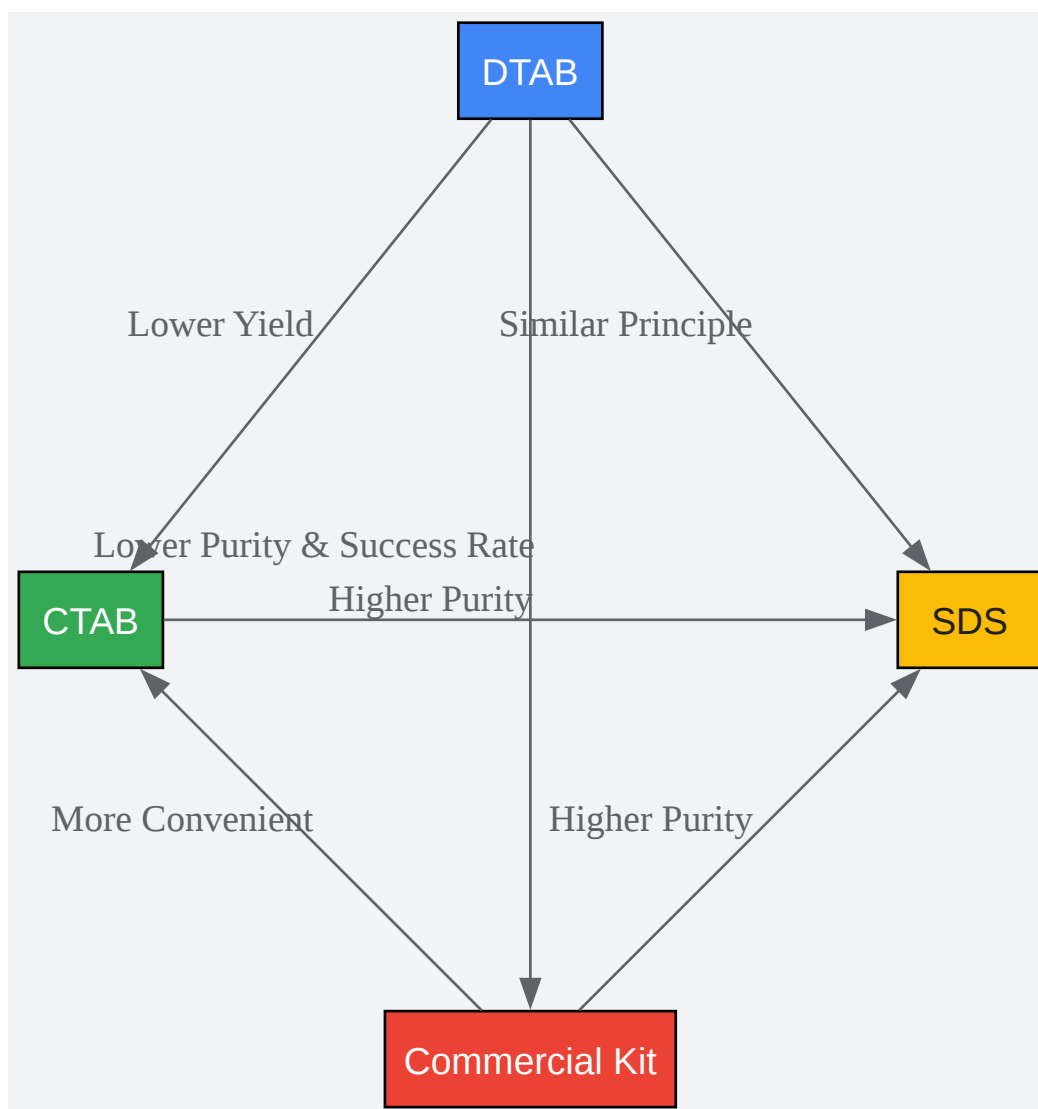 DTAB
Lower Yield
Similar Principle
Lower Purity & Success Rate
Higher Purity
CTAB
SDS
More Convenient
Higher Purity
Commercial Kit